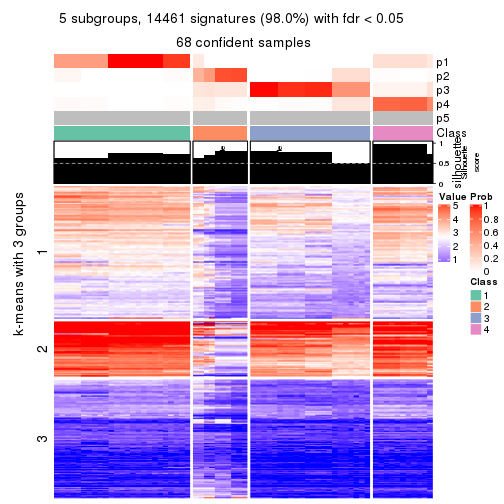 5 subgroups, 14461 signatures (98.0%) with fdr < 0.05
68 confident samples
p1
p2
p3
p4
p5
Class
1
0.5
0
silhouette
Silhouette
score
k-means with 3 groups
1
2
3
Value
5
4
3
2
1
Prob
1
0.8
0.6
0.4
0.2
0
Class
1
2
3
4